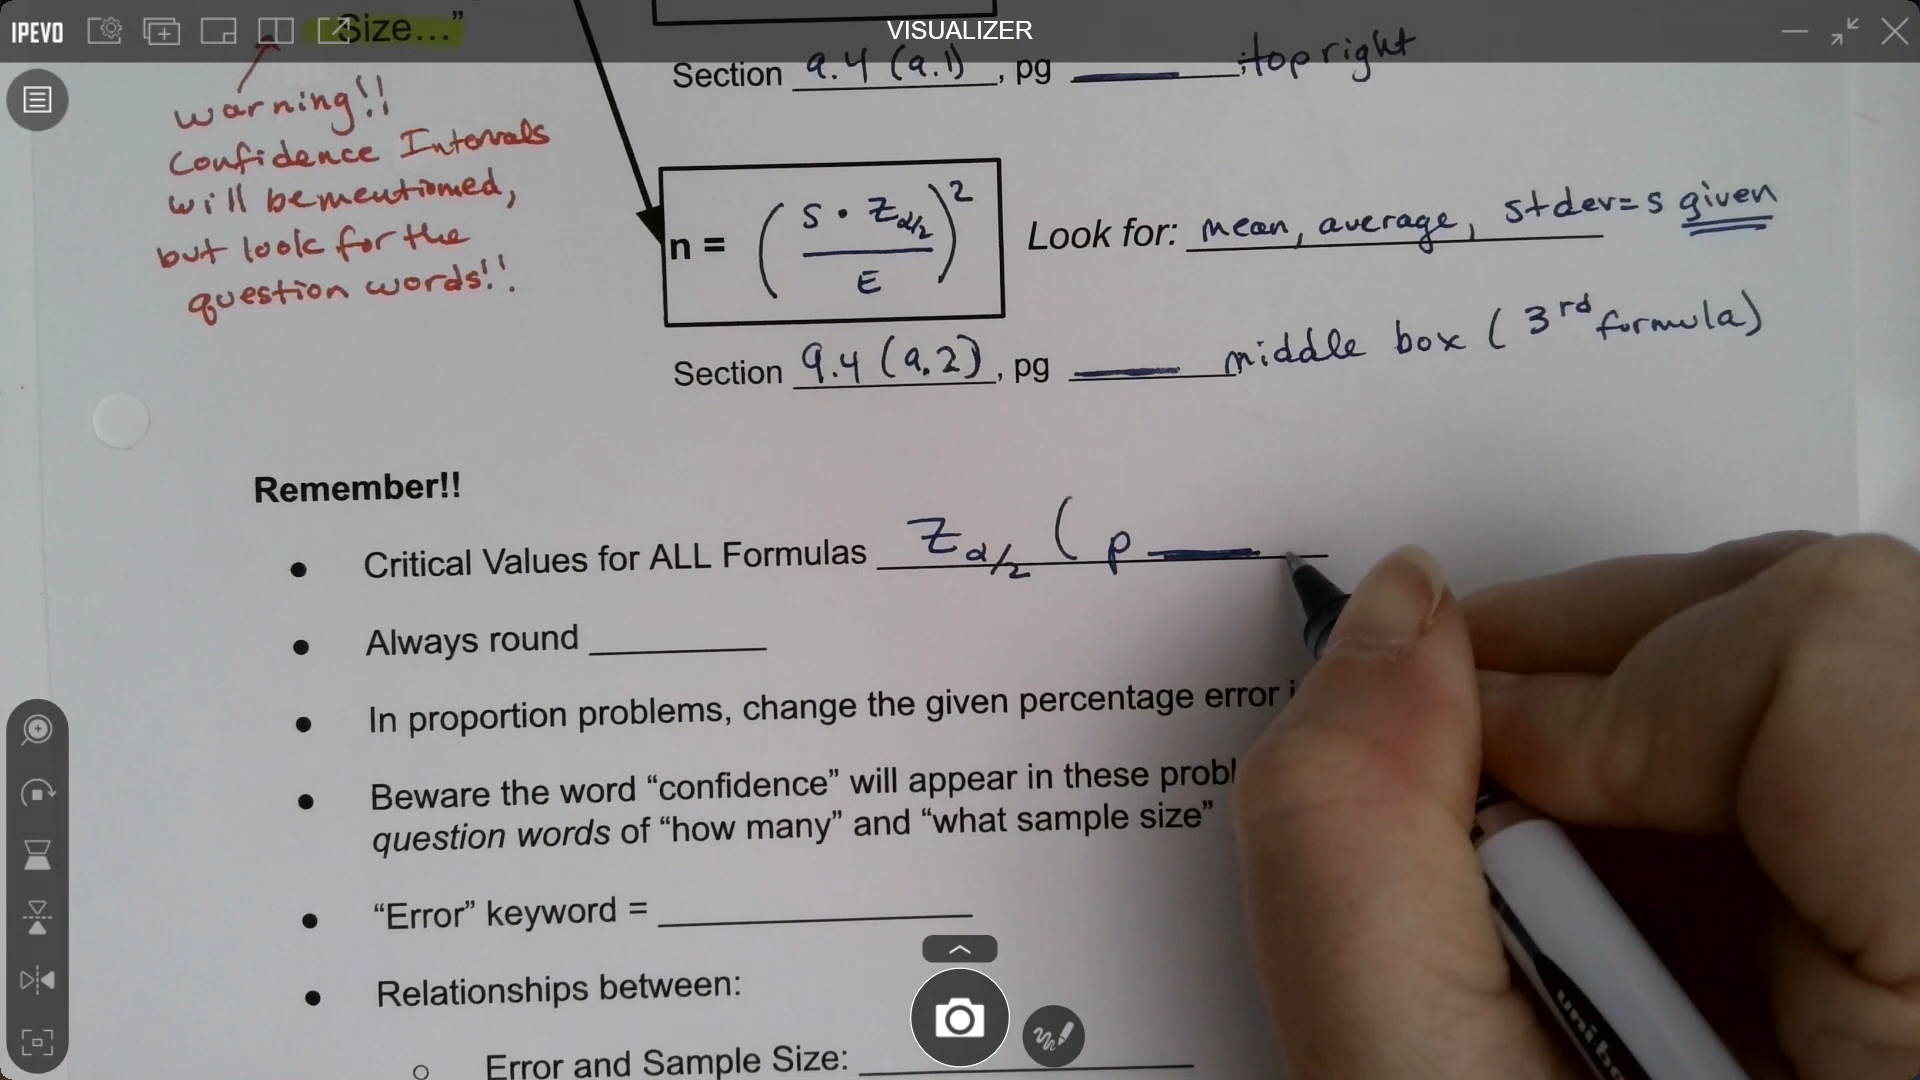 IPEVO
VISUALIZER
Size...”
Section 9.4 (a.1), pg ; top right
warning!!
Confidence Intervals
will be mentioned,
but look for the
question words!!
n = (s · Zα/2 / E)²
Look for: mean, average, stdev=s given
Section 9.4 (a.2), pg middle box (3rd formula)
Remember!!
• Critical Values for ALL Formulas Zα/2 (p
• Always round
• In proportion problems, change the given percentage error
• Beware the word “confidence” will appear in these probl
question words of “how many” and “what sample size”
• “Error” keyword =
• Relationships between:
○ Error and Sample Size:
uni